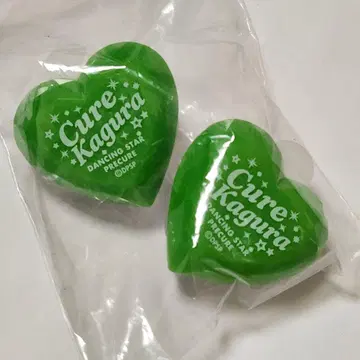 Cure
Kagura
DANCING STAR
PRECURE
©DPSP
Cure
Kagura
DANCING STAR
PRECURE
©DPSP